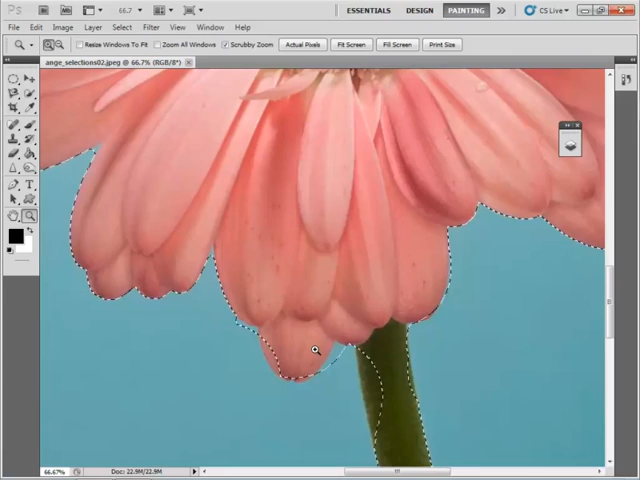 Ps Br Mb 66.7 ESSENTIALS DESIGN PAINTING CS Live
File Edit Image Layer Select Filter View Window Help
Resize Windows To Fit Zoom All Windows Scrubby Zoom Actual Pixels Fit Screen Fill Screen Print Size
ange_selections02.jpeg @ 66.7% (RGB/8*)
T
66.67% Doc: 22.9M/22.9M